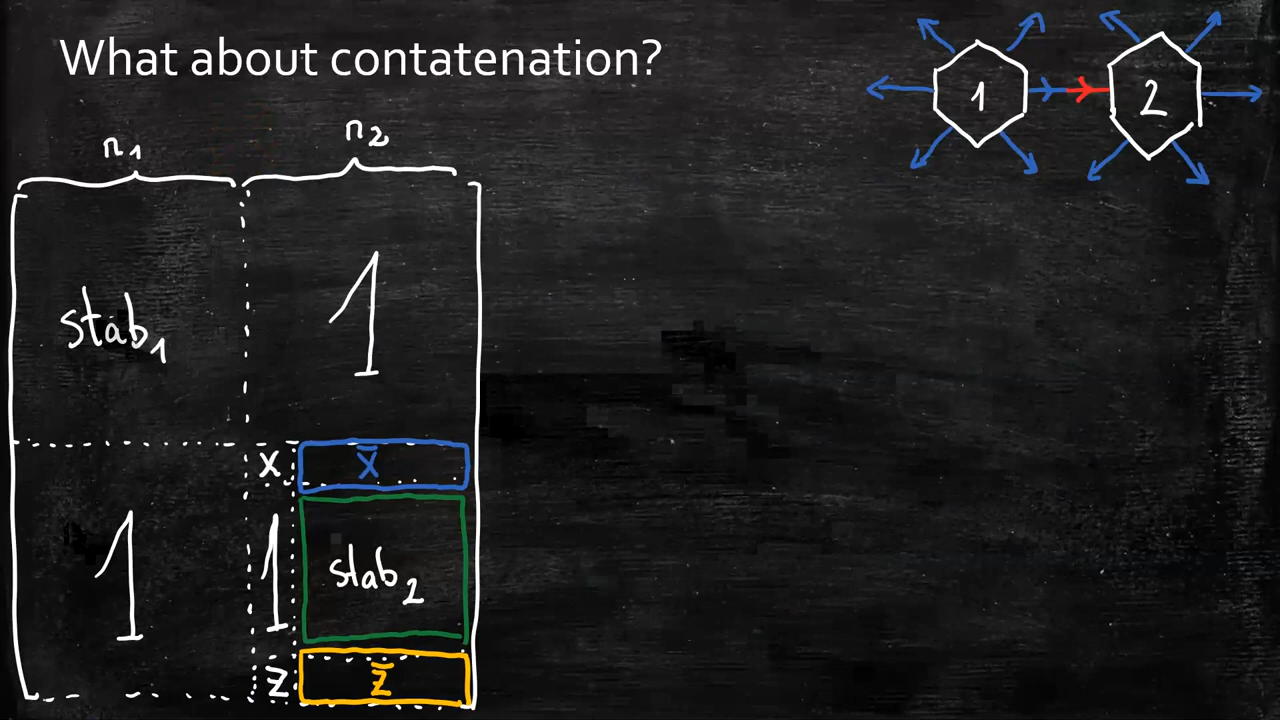 What about contatenation?
1 2
n₁ n₂
stab₁ 1
X X̄
1 1 stab₂
Z Z̄